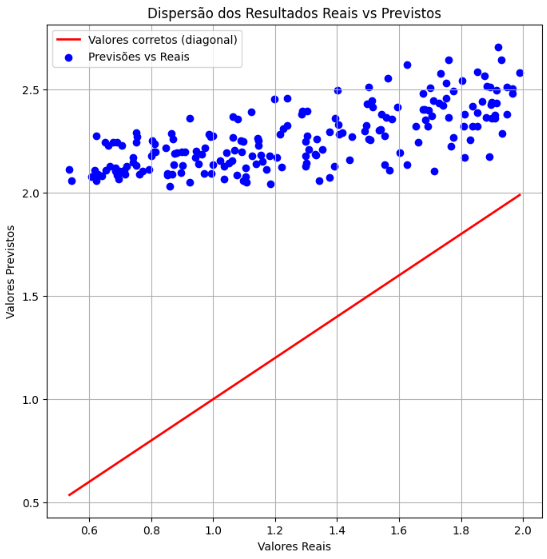 Dispersão dos Resultados Reais vs Previstos
Valores corretos (diagonal)
Previsões vs Reais
Valores Previstos
2.5
2.0
1.5
1.0
0.5
0.6 0.8 1.0 1.2 1.4 1.6 1.8 2.0
Valores Reais